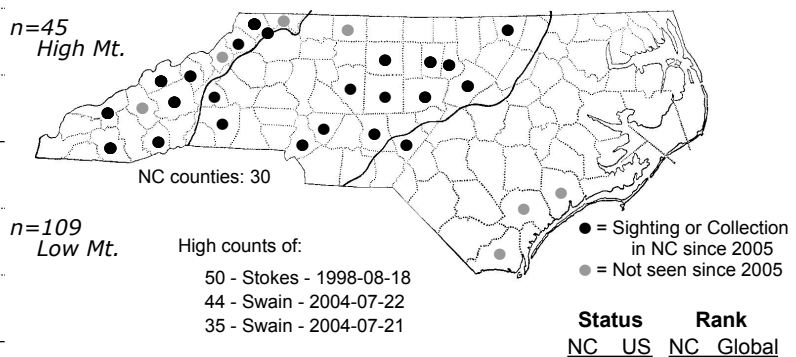 n=45
High Mt.
NC counties: 30
n=109
Low Mt.
High counts of:
50 - Stokes - 1998-08-18
44 - Swain - 2004-07-22
35 - Swain - 2004-07-21
● = Sighting or Collection
in NC since 2005
● = Not seen since 2005
Status Rank
NC US NC Global